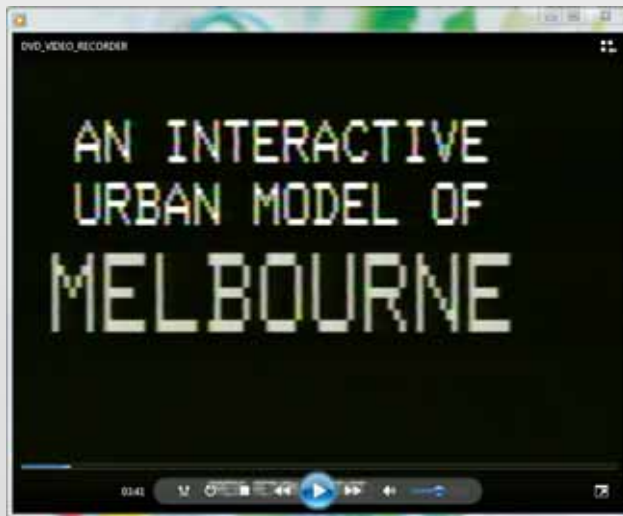 DVD_VIDEO_RECORDER
AN INTERACTIVE
URBAN MODEL OF
MELBOURNE
03:41